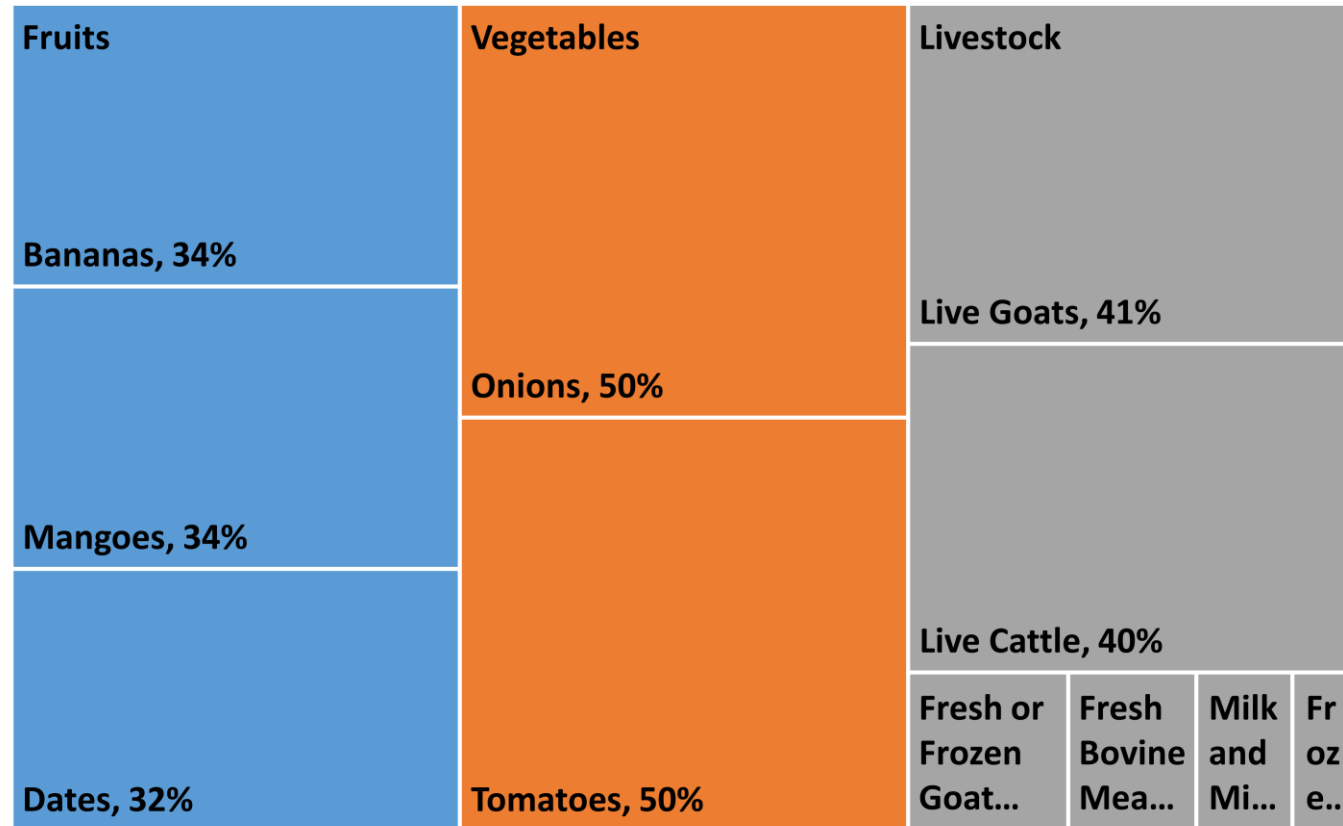 Fruits
Bananas, 34%
Mangoes, 34%
Dates, 32%
Vegetables
Onions, 50%
Tomatoes, 50%
Livestock
Live Goats, 41%
Live Cattle, 40%
Fresh or
Frozen
Goat...
Fresh
Bovine
Mea...
Milk
and
Mi...
Fr
oz
e...